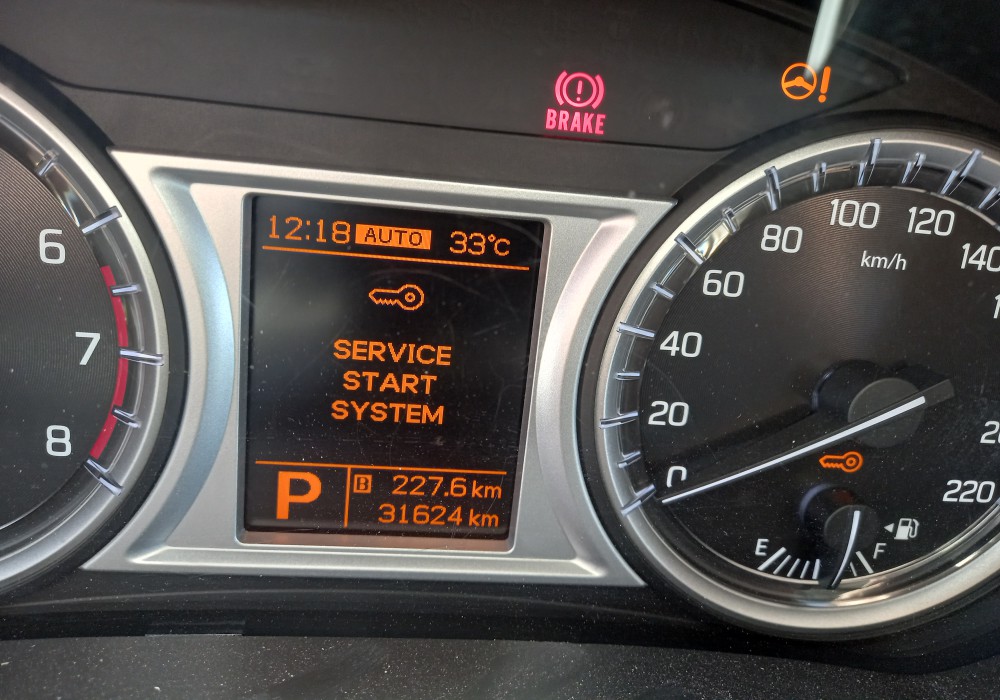 BRAKE
12:18 AUTO 33°C
SERVICE
START
SYSTEM
P
B 227.6 km
31624 km
6
7
8
0
20
40
60
80
100
120
140
220
km/h
E
F